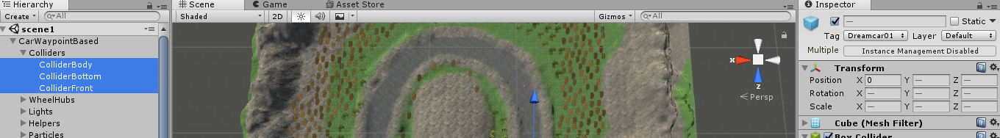 Hierarchy
Create All
scene1
CarWaypointBased
Colliders
ColliderBody
ColliderBottom
ColliderFront
WheelHubs
Lights
Helpers
Particles
Scene Game Asset Store
Shaded 2D Gizmos All
x
z
Persp
Inspector
— Static
Tag Dreamcar01 Layer Default
Multiple Instance Management Disabled
Transform
Position X 0 Y — Z —
Rotation X — Y — Z —
Scale X — Y — Z —
Cube (Mesh Filter)
Box Collider